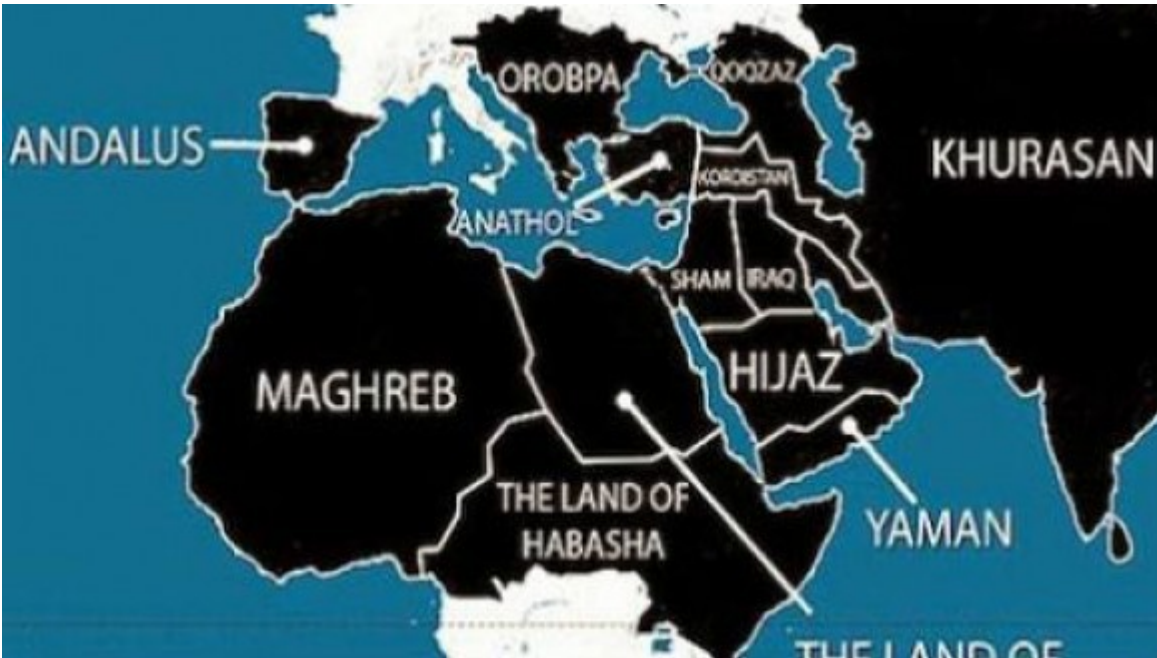 OROBPA
QOQZAZ
ANDALUS
KHURASAN
KORDISTAN
ANATHOL
SHAM
IRAQ
HIJAZ
MAGHREB
THE LAND OF
HABASHA
YAMAN
THE LAND OF